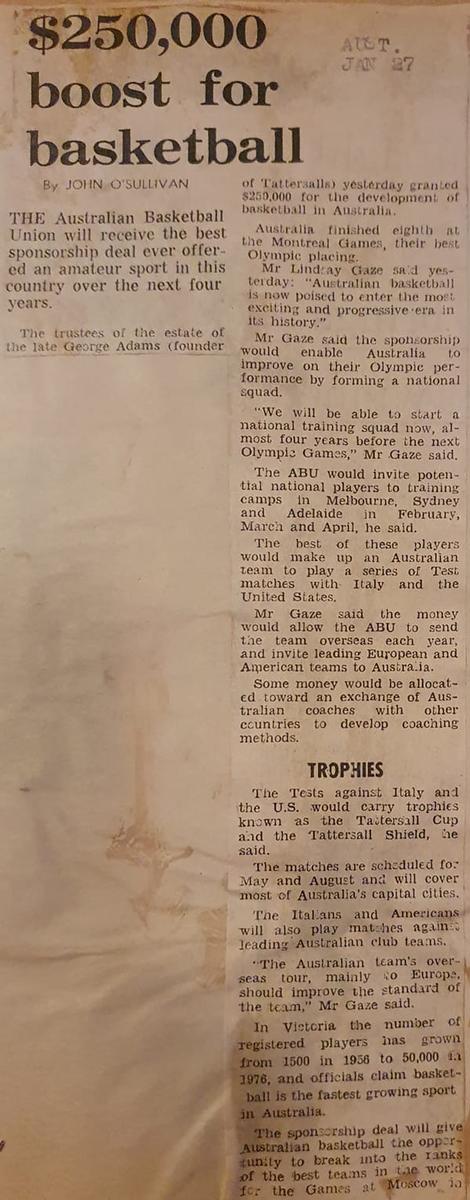 $250,000
boost for
basketball
AUST.
JAN 27
By JOHN O'SULLIVAN
THE Australian Basketball
Union will receive the best
sponsorship deal ever offer-
ed an amateur sport in this
country over the next four
years.
The trustees of the estate of
the late George Adams (founder
of Tattersalls) yesterday granted
$250,000 for the development of
basketball in Australia.
Australia finished eighth at
the Montreal Games, their best
Olympic placing.
Mr Lindsay Gaze said yes-
terday: "Australian basketball
is now poised to enter the most
exciting and progressive era in
its history."
Mr Gaze said the sponsorship
would enable Australia to
improve on their Olympic per-
formance by forming a national
squad.
"We will be able to start a
national training squad now, al-
most four years before the next
Olympic Games," Mr Gaze said.
The ABU would invite poten-
tial national players to training
camps in Melbourne, Sydney
and Adelaide in February,
March and April, he said.
The best of these players
would make up an Australian
team to play a series of Test
matches with Italy and the
United States.
Mr Gaze said the money
would allow the ABU to send
the team overseas each year,
and invite leading European and
American teams to Australia.
Some money would be allocat-
ed toward an exchange of Aus-
tralian coaches with other
countries to develop coaching
methods.
TROPHIES
The Tests against Italy and
the U.S. would carry trophies
known as the Tattersall Cup
and the Tattersall Shield, he
said.
The matches are scheduled for
May and August and will cover
most of Australia's capital cities.
The Italians and Americans
will also play matches against
leading Australian club teams.
"The Australian team's over-
seas tour, mainly to Europe,
should improve the standard of
the team," Mr Gaze said.
In Victoria the number of
registered players has grown
from 1500 in 1956 to 50,000 in
1976, and officials claim basket-
ball is the fastest growing sport
in Australia.
The sponsorship deal will give
Australian basketball the oppor-
tunity to break into the ranks
of the best teams in the world
for the Games at Moscow in